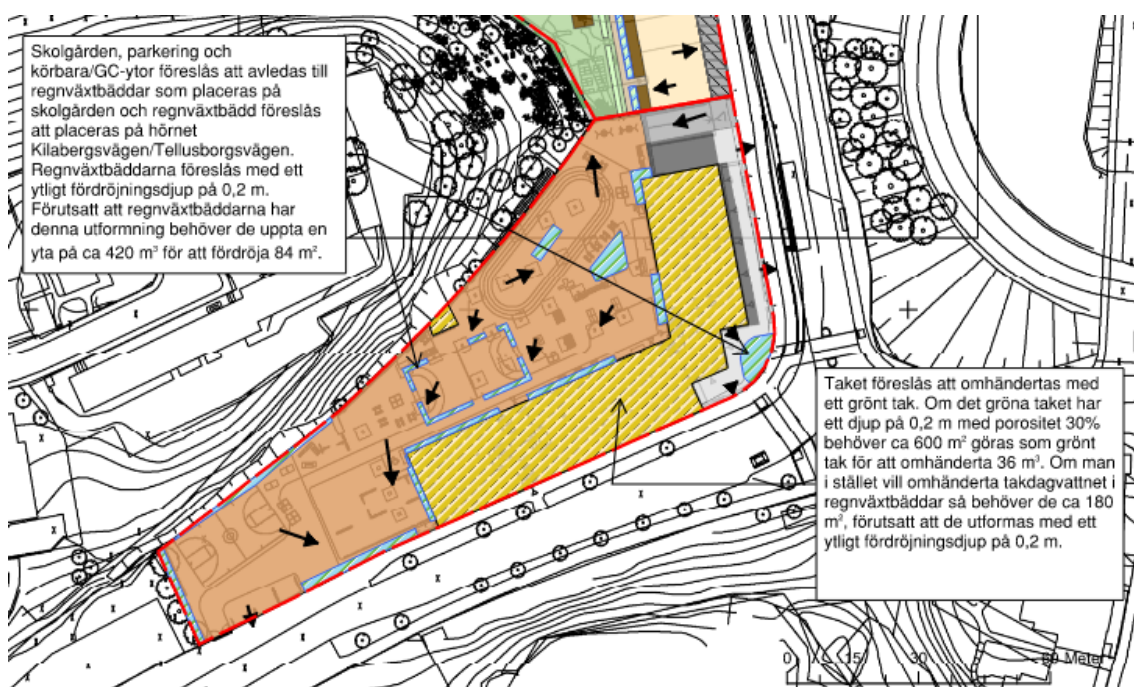 Skolgården, parkering och
körbara/GC-ytor föreslås att avledas till
regnväxtbäddar som placeras på
skolgården och regnväxtbädd föreslås
att placeras på hörnet
Kilabergsvägen/Tellusborgsvägen.
Regnväxtbäddarna föreslås med ett
ytligt fördröjningsdjup på 0,2 m.
Förutsatt att regnväxtbäddarna har
denna utformning behöver de uppta en
yta på ca 420 m³ för att fördröja 84 m².
Taket föreslås att omhändertas med
ett grönt tak. Om det gröna taket har
ett djup på 0,2 m med porositet 30%
behöver ca 600 m² göras som grönt
tak för att omhänderta 36 m³. Om man
i stället vill omhänderta takdagvattnet i
regnväxtbäddar så behöver de ca 180
m², förutsatt att de utformas med ett
ytligt fördröjningsdjup på 0,2 m.
0 15 30 60 Meter